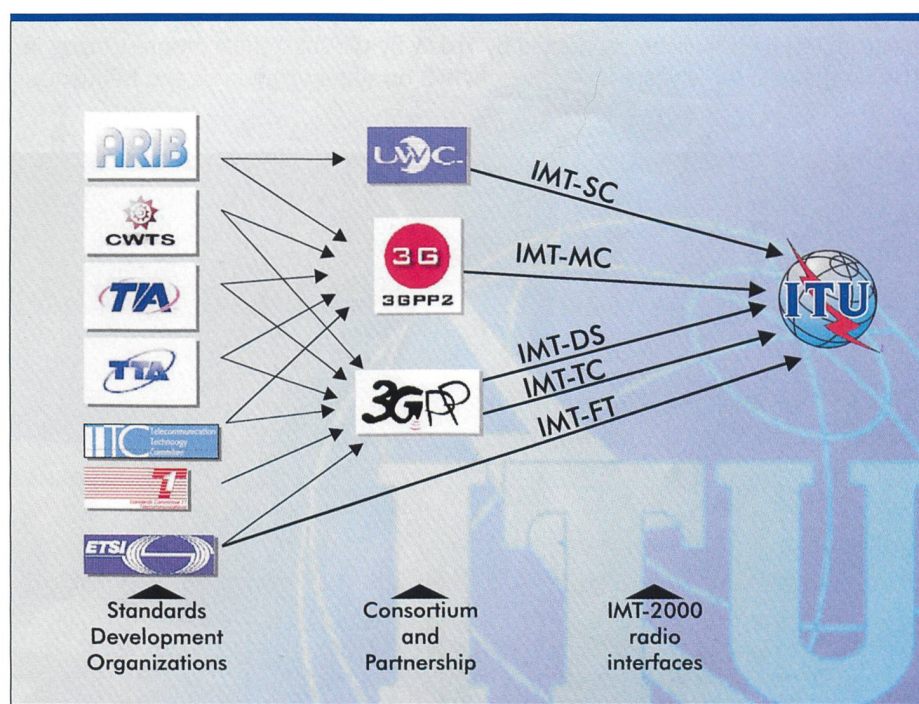 ARIB
CWTS
TIA
TTA
TTC Telecommunication
Technology
Committee
T1
ETSI
Standards
Development
Organizations
UWC
3G
3GPP2
3GPP
Consortium
and
Partnership
IMT-SC
IMT-MC
IMT-DS
IMT-TC
IMT-FT
IMT-2000
radio
interfaces
ITU
ITU